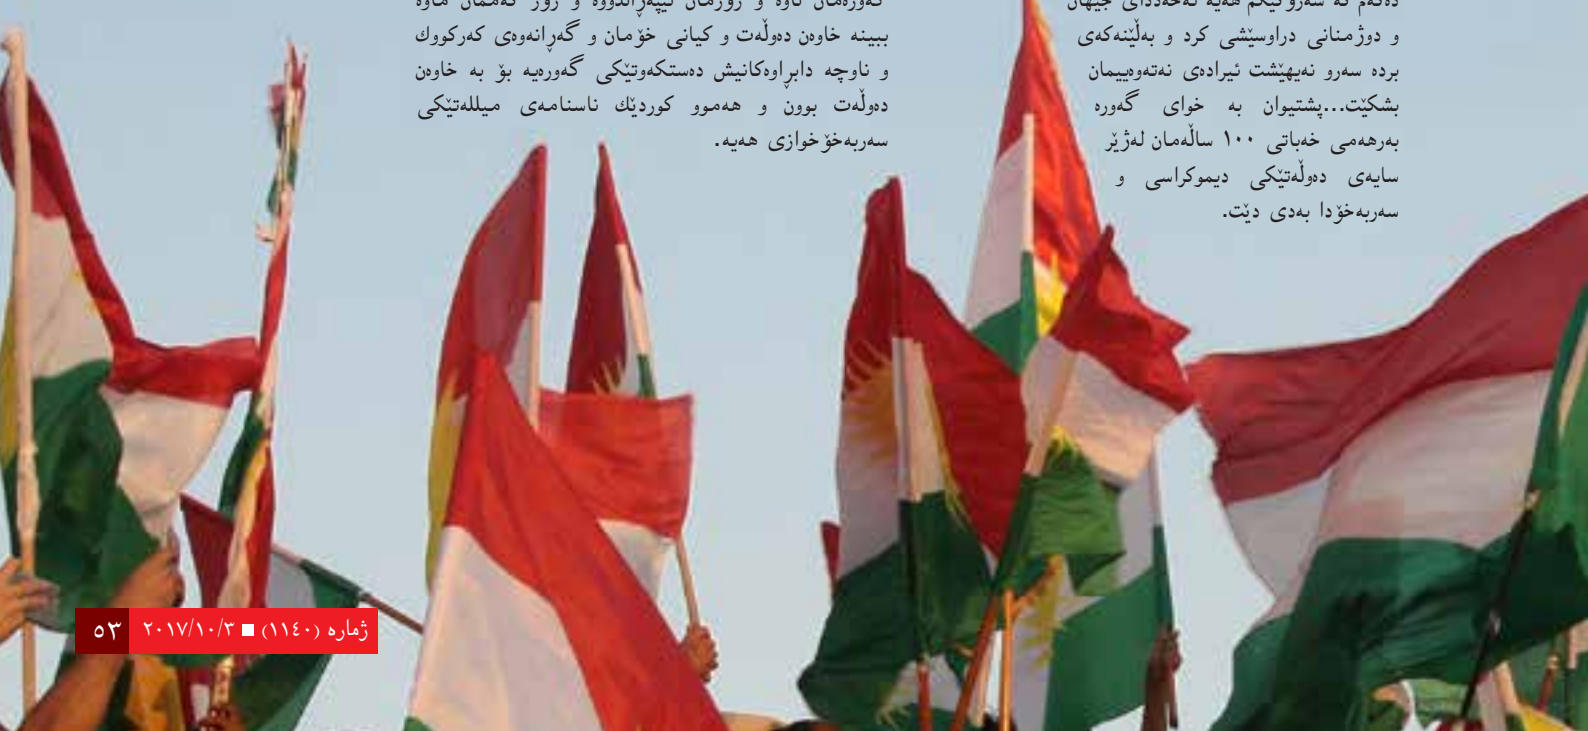 و دوژمنانی دراوسێشی کرد و بەڵێنەکەی
بردە سەرو نەیهێشت ئیرادەی نەتەوەییمان
بشکێت...پشتیوان بە خوای گەورە
بەرهەمی خەباتی ١٠٠ ساڵەمان لەژێر
سایەی دەوڵەتێکی دیموکراسی و
سەربەخۆدا بەدی دێت.
ببینە خاوەن دەوڵەت و کیانی خۆمان و گەڕانەوەی کەرکووك
و ناوچە دابڕاوەکانیش دەستکەوتێکی گەورەیە بۆ بە خاوەن
دەوڵەت بوون و هەموو کوردێك ناسنامەی میللەتێکی
سەربەخۆخوازی هەیە.
ژمارە (١١٤٠) ■ ٢٠١٧/١٠/٣ ٥٣